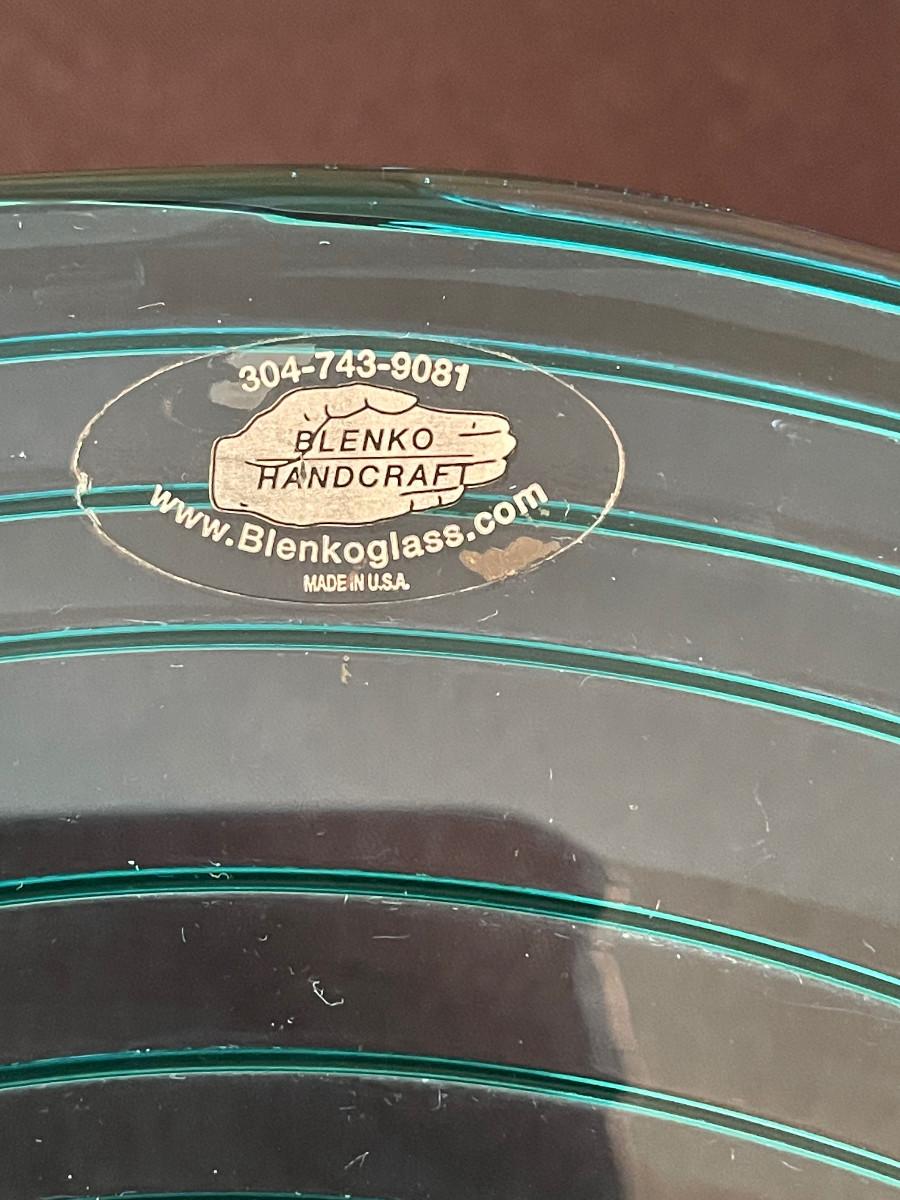 304-743-9081
BLENKO
HANDCRAFT
www.Blenkoglass.com
MADE IN U.S.A.